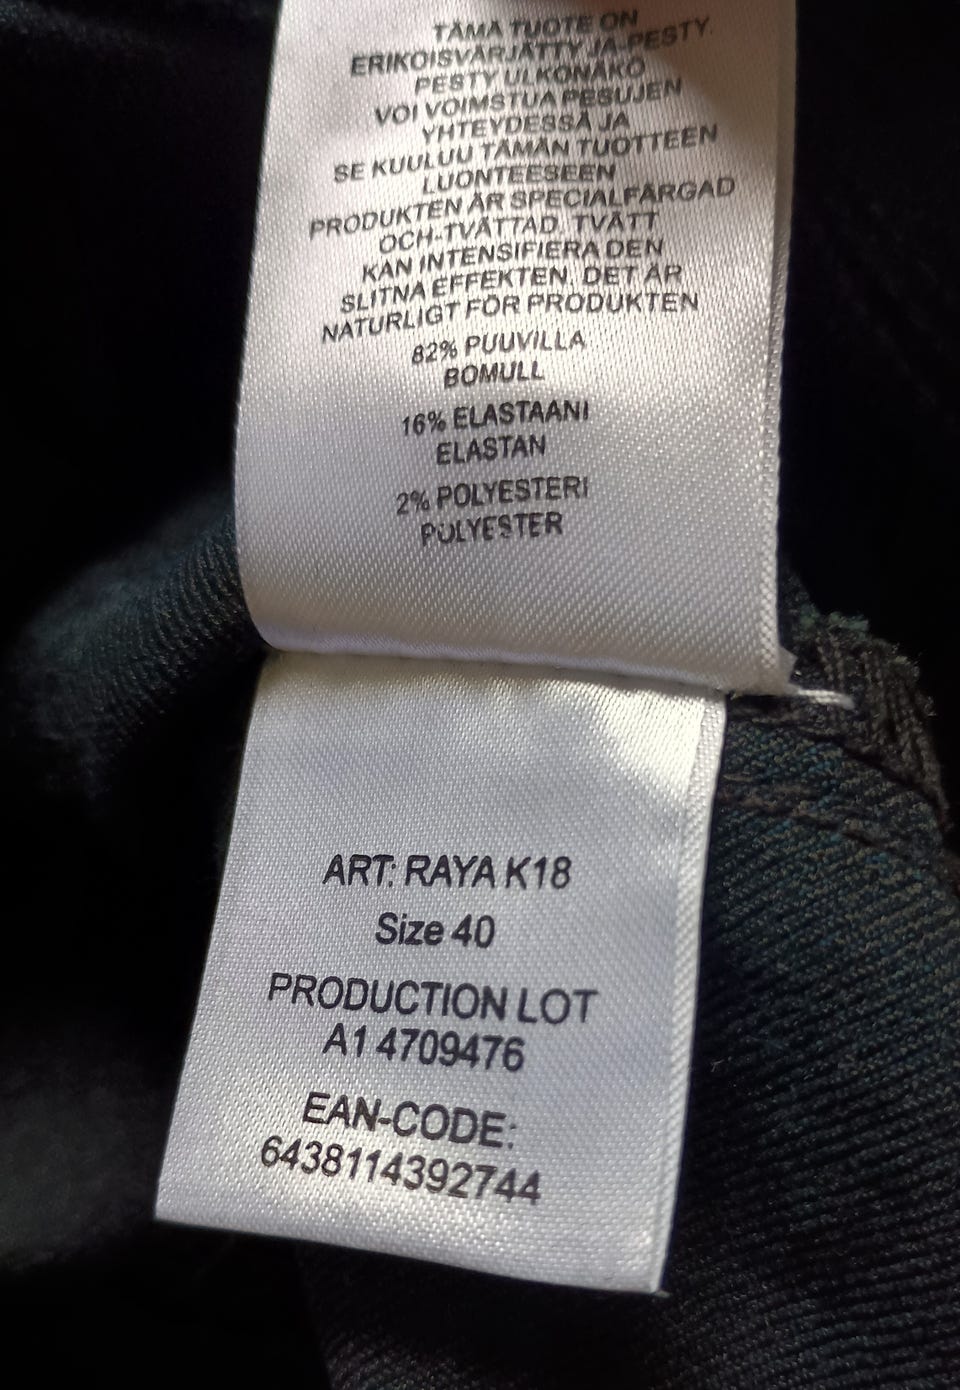 TÄMÄ TUOTE ON
ERIKOISVÄRJÄTTY JA-PESTY.
PESTY ULKONÄKÖ
VOI VOIMSTUA PESUJEN
YHTEYDESSÄ JA
SE KUULUU TÄMÄN TUOTTEEN
LUONTEESEEN
PRODUKTEN ÄR SPECIALFÄRGAD
OCH-TVÄTTAD. TVÄTT
KAN INTENSIFIERA DEN
SLITNA EFFEKTEN. DET ÄR
NATURLIGT FÖR PRODUKTEN
82% PUUVILLA
BOMULL
16% ELASTAANI
ELASTAN
2% POLYESTERI
POLYESTER
ART: RAYA K18
Size 40
PRODUCTION LOT
A1 4709476
EAN-CODE:
6438114392744